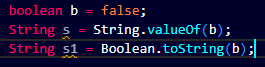 boolean b = false;
String s = String.valueOf(b);
String s1 = Boolean.toString(b);